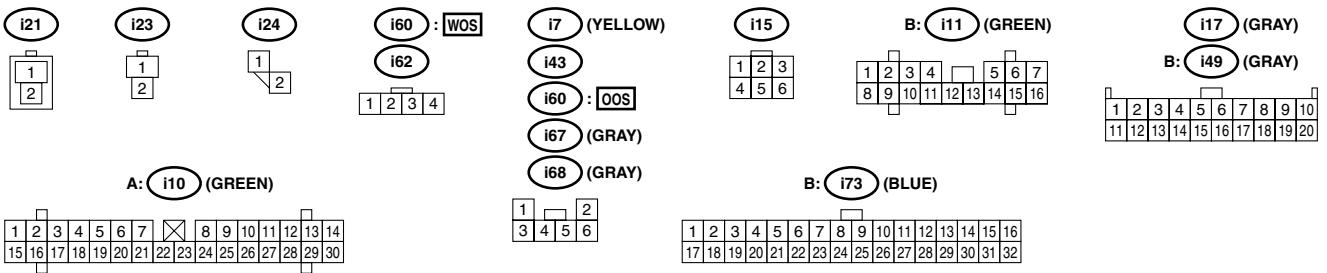 i21
1
2
i23
1
2
i24
1
2
i60 : WOS
i62
1 2 3 4
i7 (YELLOW)
i43
i60 : OOS
i67 (GRAY)
i68 (GRAY)
1 2
3 4 5 6
i15
1 2 3
4 5 6
B: i11 (GREEN)
1 2 3 4 5 6 7
8 9 10 11 12 13 14 15 16
i17 (GRAY)
B: i49 (GRAY)
1 2 3 4 5 6 7 8 9 10
11 12 13 14 15 16 17 18 19 20
A: i10 (GREEN)
1 2 3 4 5 6 7 8 9 10 11 12 13 14
15 16 17 18 19 20 21 22 23 24 25 26 27 28 29 30
B: i73 (BLUE)
1 2 3 4 5 6 7 8 9 10 11 12 13 14 15 16
17 18 19 20 21 22 23 24 25 26 27 28 29 30 31 32